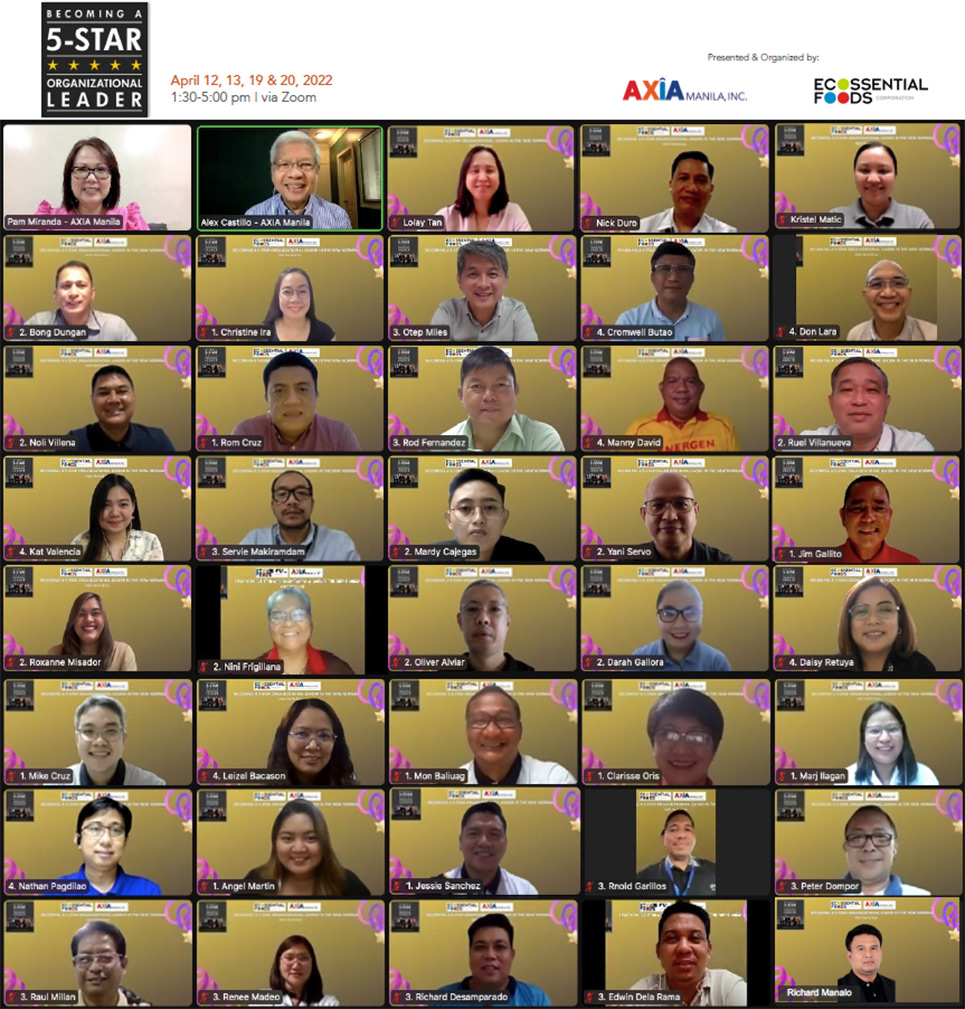 BECOMING A
5-STAR
ORGANIZATIONAL
LEADER
April 12, 13, 19 & 20, 2022
1:30-5:00 pm | via Zoom
Presented & Organized by:
AXIA MANILA, INC.
ECOSSENTIAL
FOODS CORPORATION
Pam Miranda - AXIA Manila
Alex Castillo - AXIA Manila
Lolay Tan
Nick Duro
Kristel Matic
2. Bong Dungan
1. Christine Ira
3. Otep Miles
4. Cromwell Butao
4. Don Lara
2. Noli Villena
1. Rom Cruz
3. Rod Fernandez
4. Manny David
2. Ruel Villanueva
4. Kat Valencia
3. Servie Makiramdam
2. Mardy Cajegas
2. Yani Servo
1. Jim Gallito
2. Roxanne Misador
2. Nini Frigillana
2. Oliver Alviar
2. Darah Gallora
4. Daisy Retuya
1. Mike Cruz
4. Leizel Bacason
1. Mon Baliuag
1. Clarisse Oris
1. Marj Ilagan
4. Nathan Pagdilao
1. Angel Martin
1. Jessie Sanchez
3. Rnold Garillos
3. Peter Dompor
3. Raul Millan
3. Renee Madeo
3. Richard Desamparado
3. Edwin Dela Rama
Richard Manalo